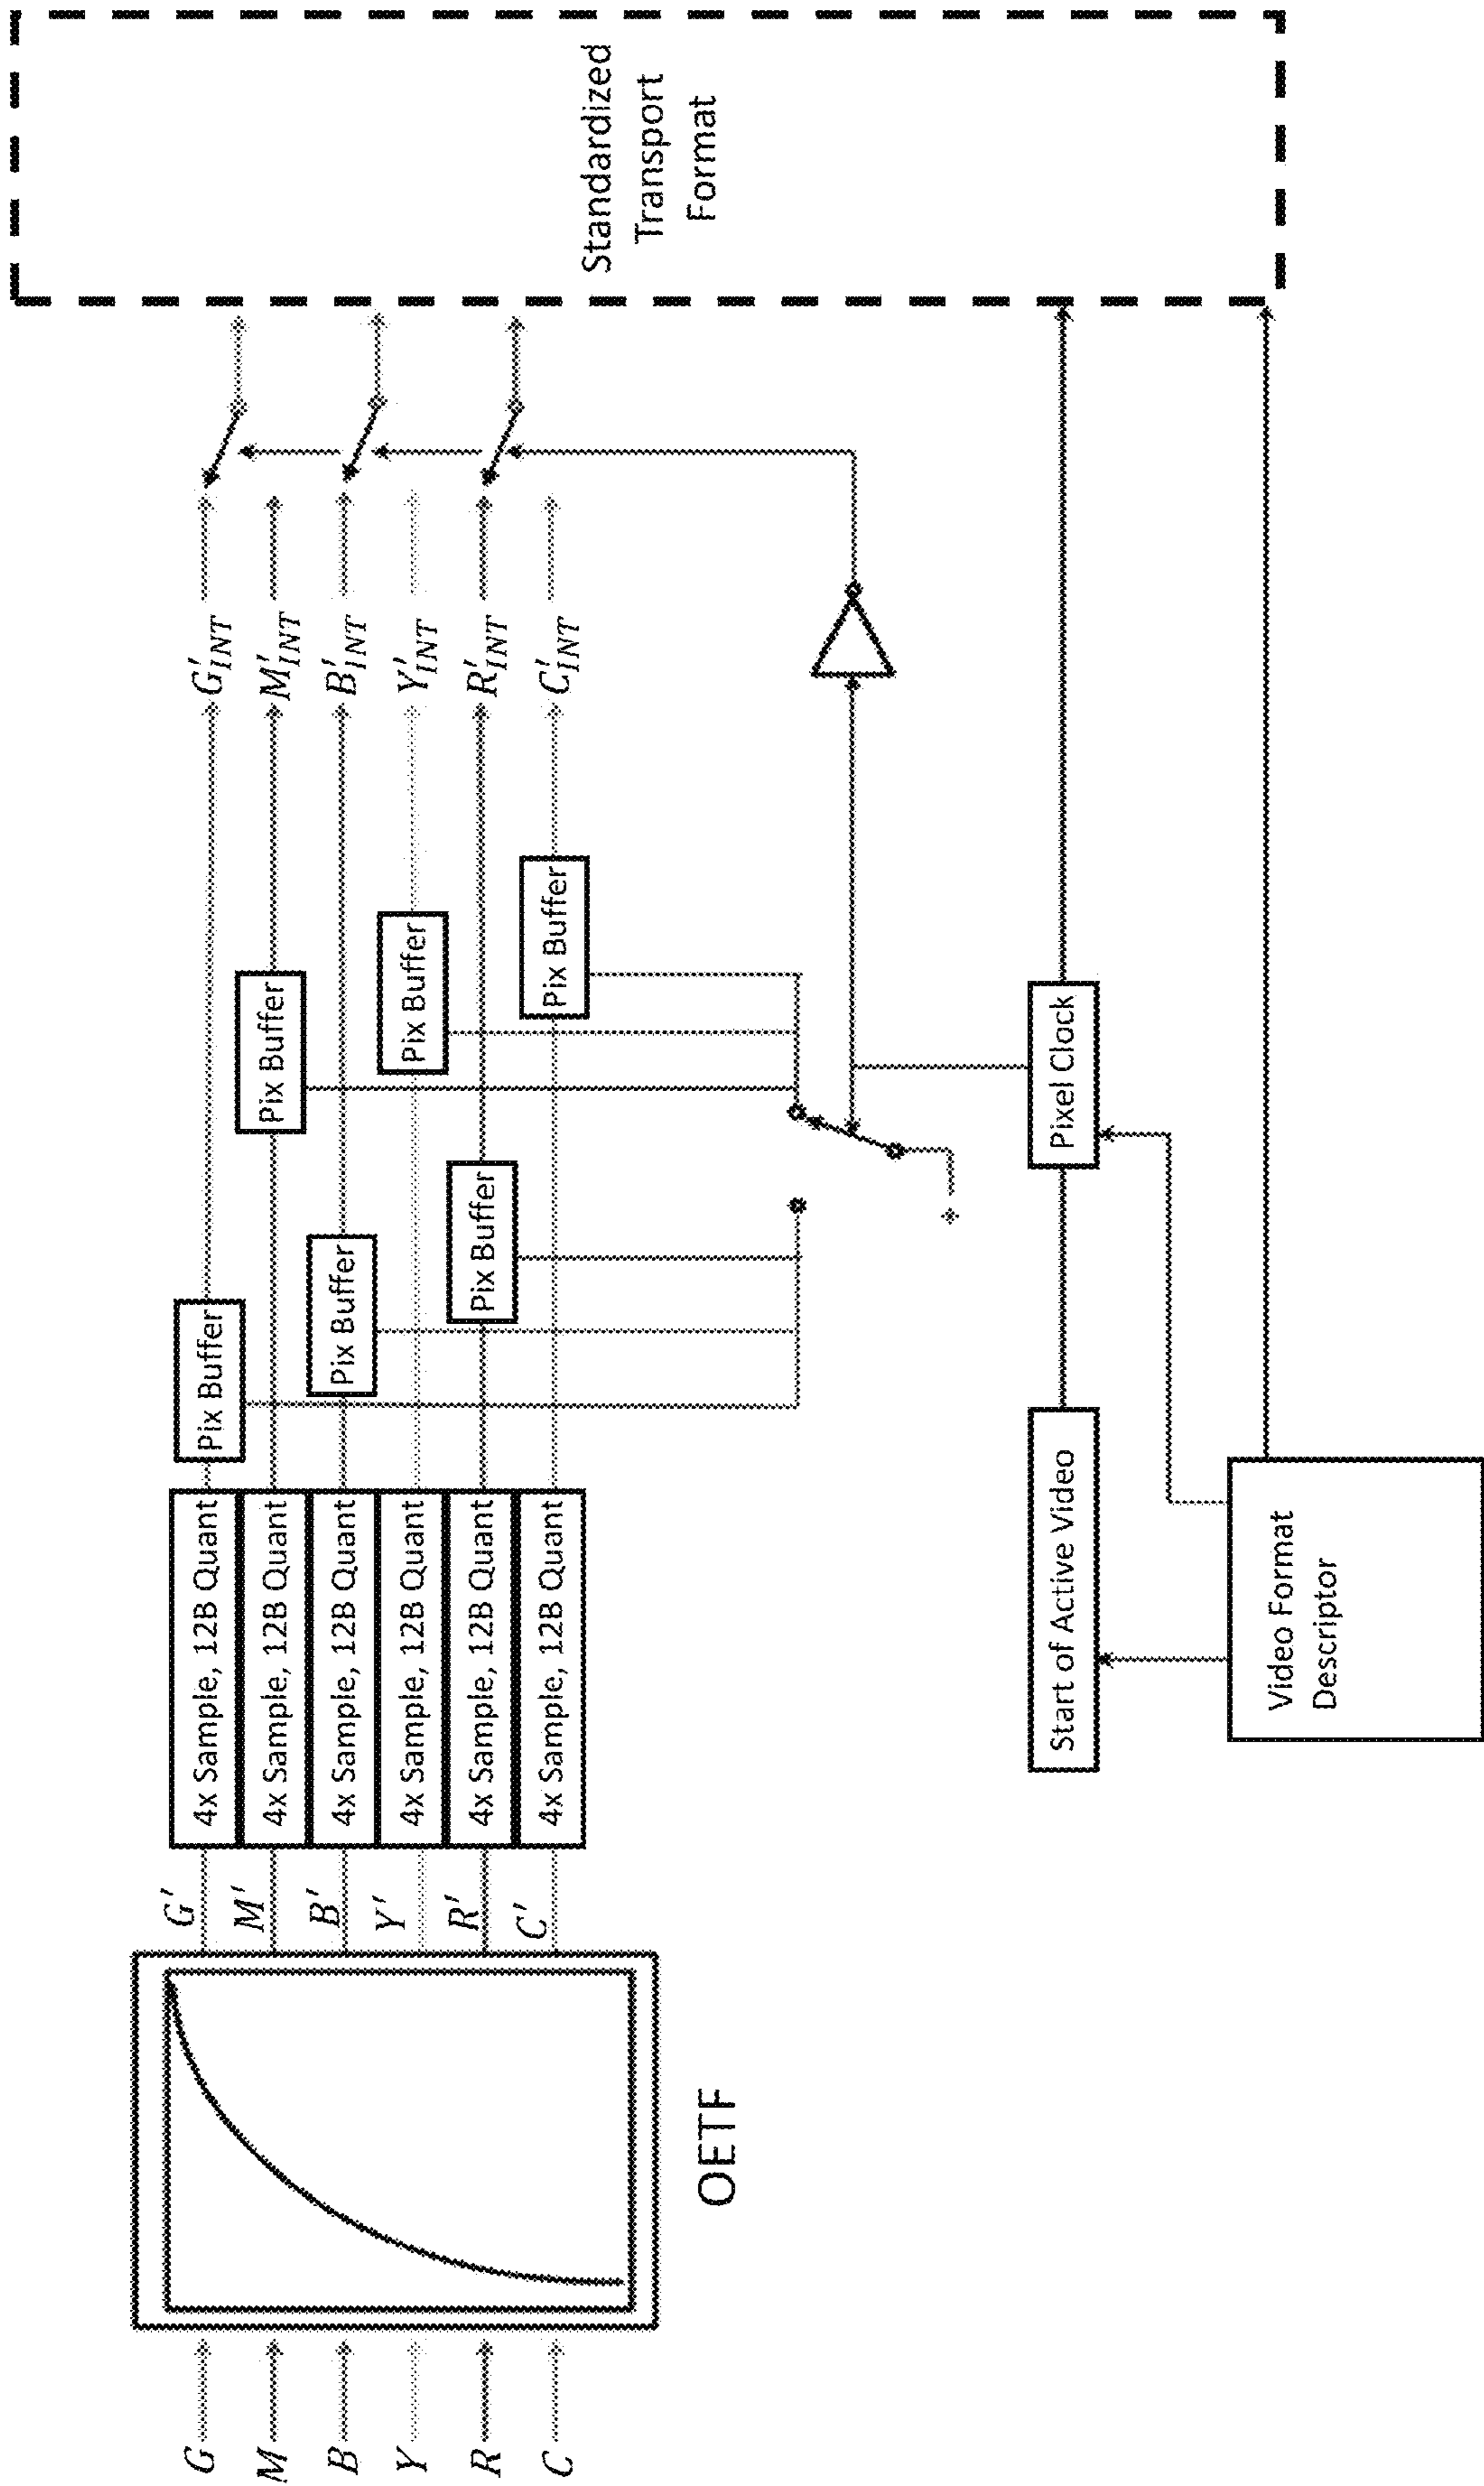 G
M
B
Y
R
C
OETF
G'
M'
B'
Y'
R'
C'
4x Sample, 12B Quant
4x Sample, 12B Quant
4x Sample, 12B Quant
4x Sample, 12B Quant
4x Sample, 12B Quant
4x Sample, 12B Quant
Pix Buffer
Pix Buffer
Pix Buffer
Pix Buffer
Pix Buffer
Pix Buffer
G'INT
M'INT
B'INT
Y'INT
R'INT
C'INT
Start of Active Video
Pixel Clock
Video Format
Descriptor
Standardized
Transport
Format